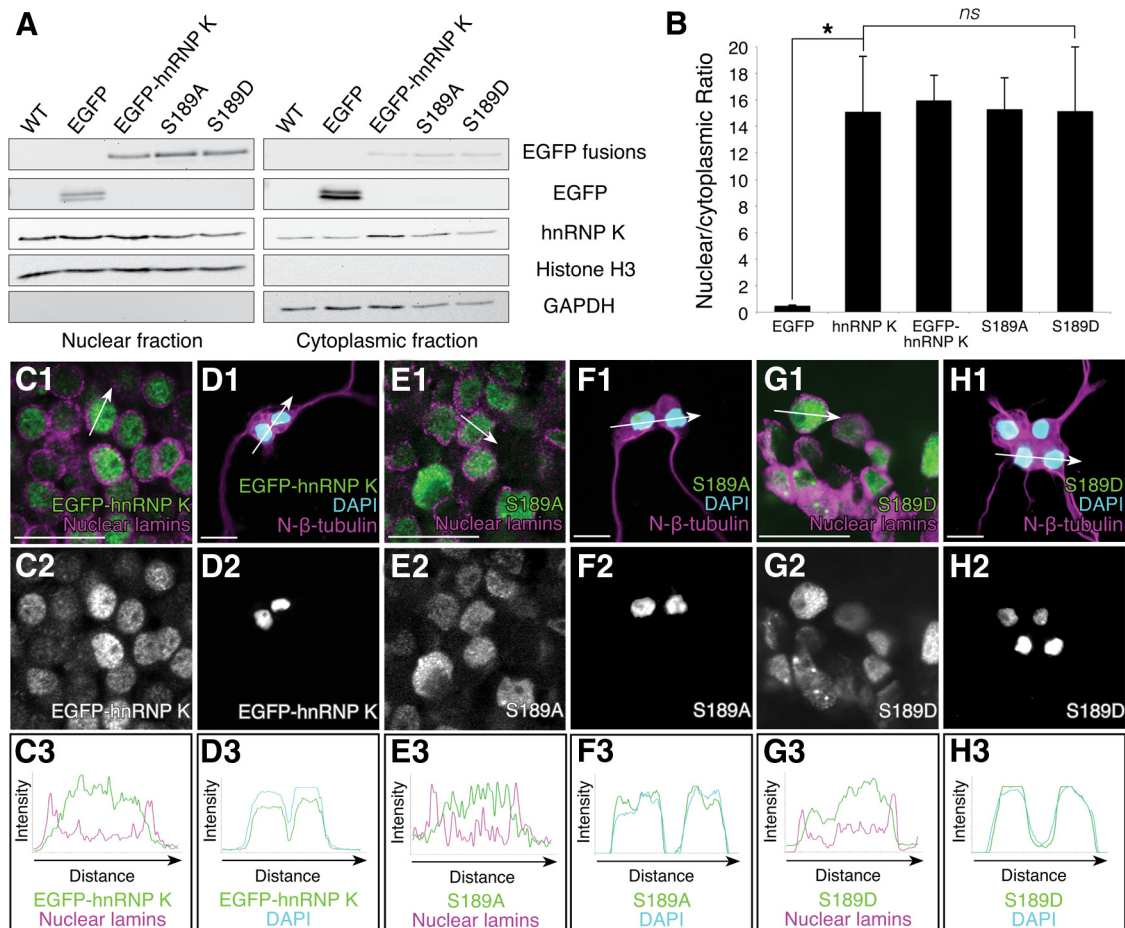 A
WT
EGFP
EGFP-hnRNP K
S189A
S189D
WT
EGFP
EGFP-hnRNP K
S189A
S189D
EGFP fusions
EGFP
hnRNP K
Histone H3
GAPDH
Nuclear fraction
Cytoplasmic fraction
B
ns
*
Nuclear/cytoplasmic Ratio
20
18
16
14
12
10
8
6
4
2
0
EGFP
hnRNP K
EGFP-
hnRNP K
S189A
S189D
C1
EGFP-hnRNP K
Nuclear lamins
D1
EGFP-hnRNP K
DAPI
N-β-tubulin
E1
S189A
Nuclear lamins
F1
S189A
DAPI
N-β-tubulin
G1
S189D
Nuclear lamins
H1
S189D
DAPI
N-β-tubulin
C2
EGFP-hnRNP K
D2
EGFP-hnRNP K
E2
S189A
F2
S189A
G2
S189D
H2
S189D
C3
Intensity
Distance
EGFP-hnRNP K
Nuclear lamins
D3
Intensity
Distance
EGFP-hnRNP K
DAPI
E3
Intensity
Distance
S189A
Nuclear lamins
F3
Intensity
Distance
S189A
DAPI
G3
Intensity
Distance
S189D
Nuclear lamins
H3
Intensity
Distance
S189D
DAPI